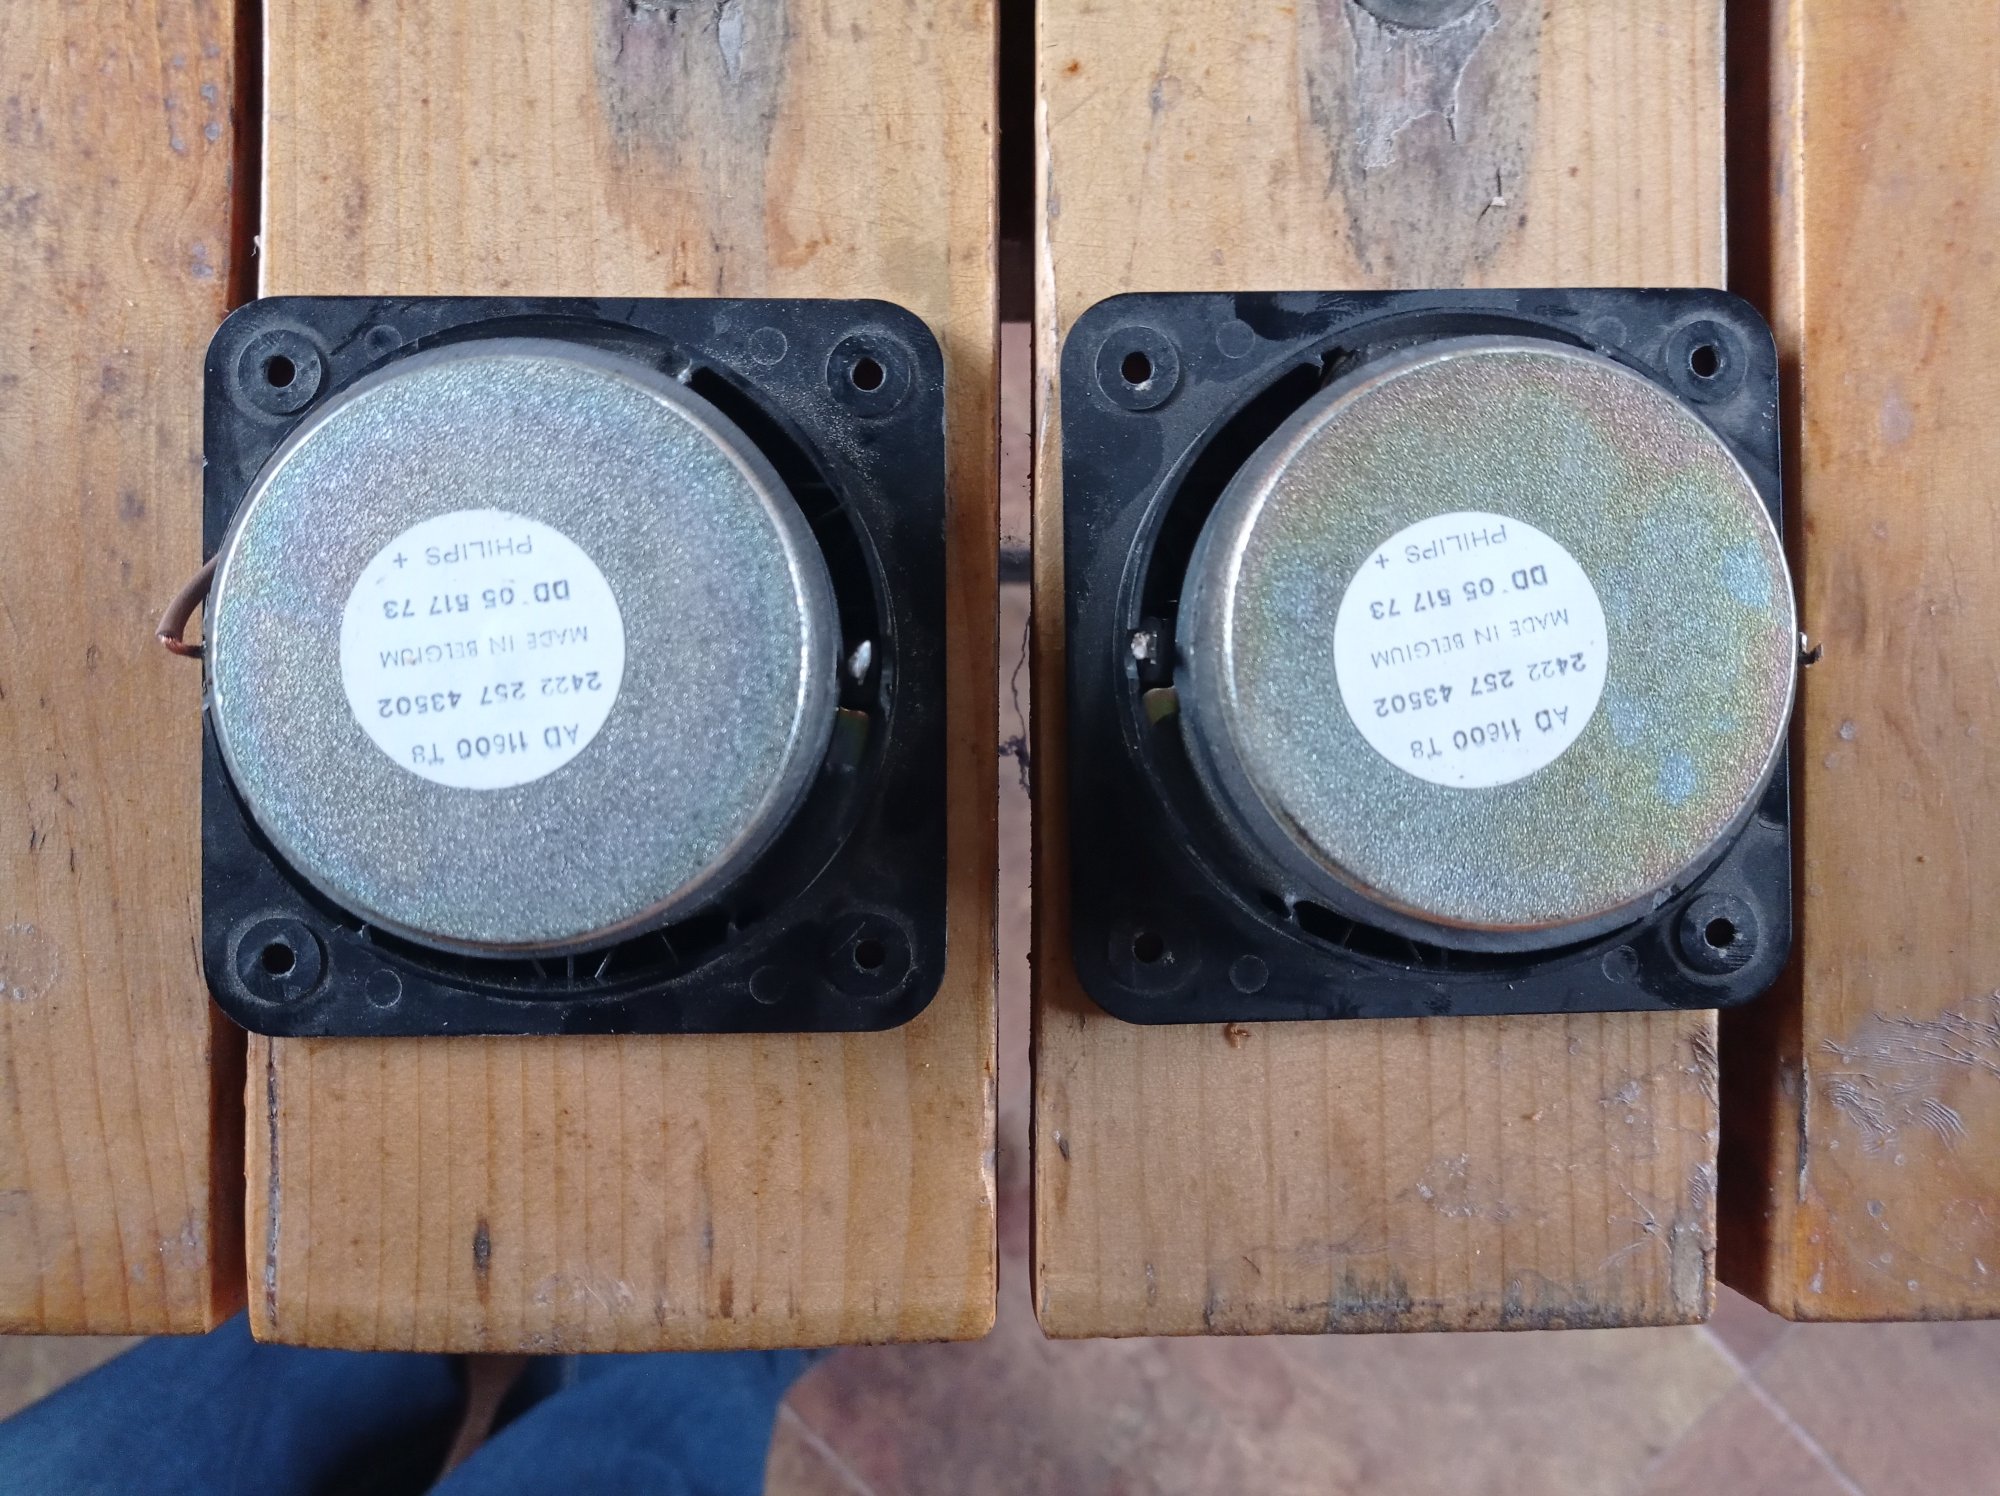 AD 11600 T8
2422 257 43502
MADE IN BELGIUM
DD 05 517 73
PHILIPS +
AD 11600 T8
2422 257 43502
MADE IN BELGIUM
DD 05 517 73
PHILIPS +